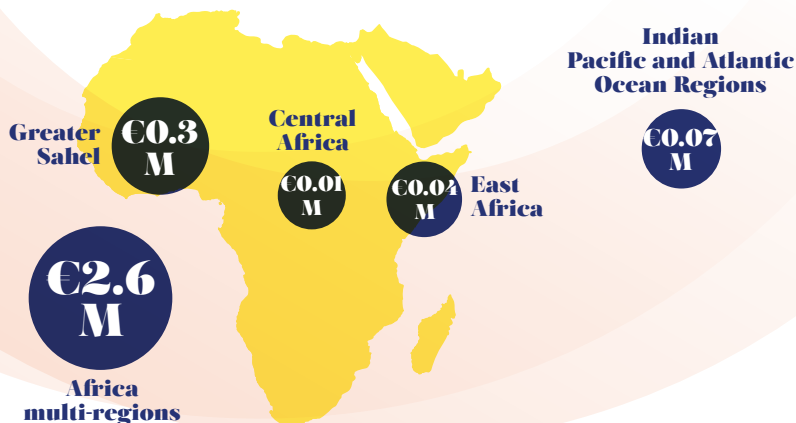 Indian
Pacific and Atlantic
Ocean Regions
€0.07
M
Greater
Sahel
€0.3
M
Central
Africa
€0.01
M
€0.04
M
East
Africa
€2.6
M
Africa
multi-regions